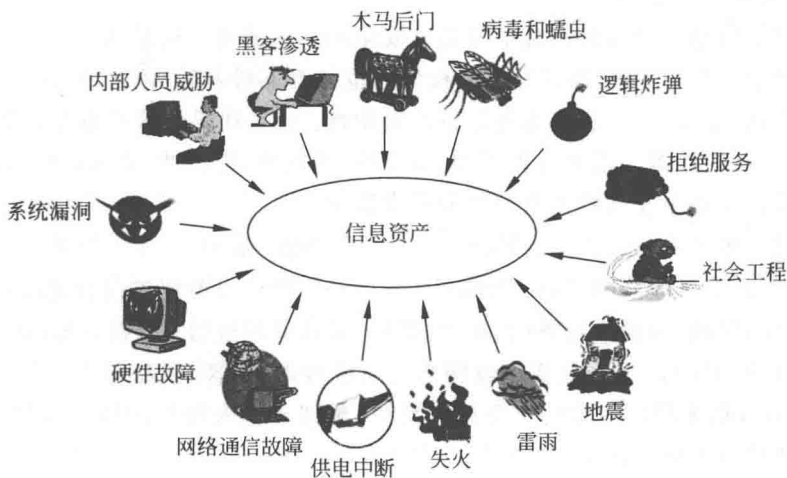 木马后门
病毒和蠕虫
黑客渗透
内部人员威胁
逻辑炸弹
拒绝服务
系统漏洞
信息资产
社会工程
硬件故障
地震
网络通信故障
供电中断
失火
雷雨